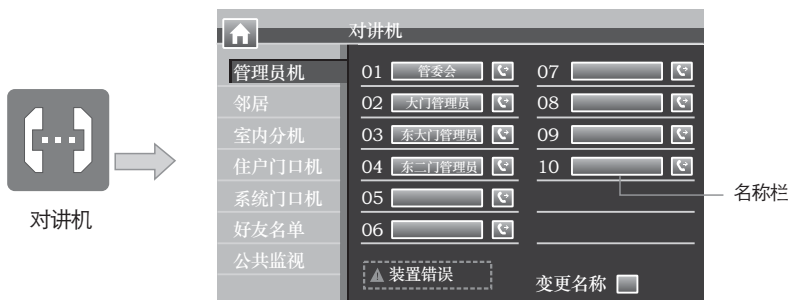 对讲机
对讲机
管理员机
邻居
室内分机
住户门口机
系统门口机
好友名单
公共监视
01 管委会
02 大门管理员
03 东大门管理员
04 东二门管理员
05
06
07
08
09
10
名称栏
装置错误
变更名称